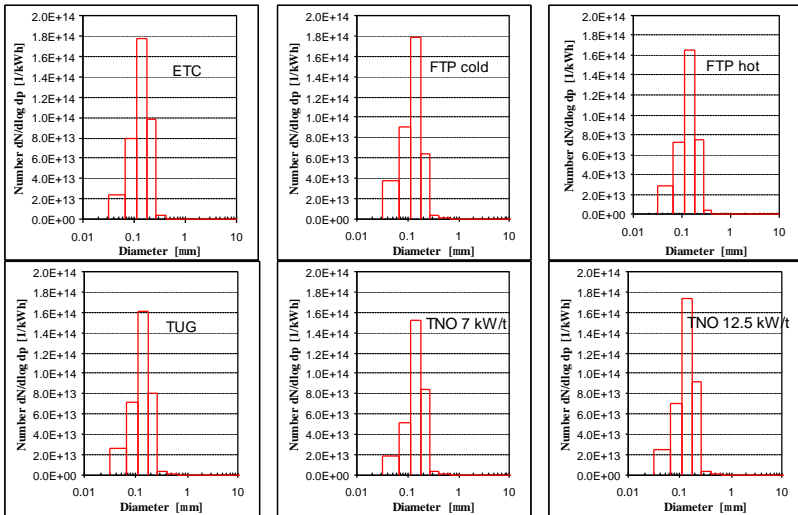 Number dN/dlog dp [1/kWh]
2.0E+14
1.8E+14
1.6E+14
1.4E+14
1.2E+14
1.0E+14
8.0E+13
6.0E+13
4.0E+13
2.0E+13
0.0E+00
ETC
0.01 0.1 1 10
Diameter [mm]
Number dN/dlog dp [1/kWh]
2.0E+14
1.8E+14
1.6E+14
1.4E+14
1.2E+14
1.0E+14
8.0E+13
6.0E+13
4.0E+13
2.0E+13
0.0E+00
FTP cold
0.01 0.1 1 10
Diameter [mm]
Number dN/dlog dp [1/kWh]
2.0E+14
1.8E+14
1.6E+14
1.4E+14
1.2E+14
1.0E+14
8.0E+13
6.0E+13
4.0E+13
2.0E+13
0.0E+00
FTP hot
0.01 0.1 1 10
Diameter [mm]
Number dN/dlog dp [1/kWh]
2.0E+14
1.8E+14
1.6E+14
1.4E+14
1.2E+14
1.0E+14
8.0E+13
6.0E+13
4.0E+13
2.0E+13
0.0E+00
TUG
0.01 0.1 1 10
Diameter [mm]
Number dN/dlog dp [1/kWh]
2.0E+14
1.8E+14
1.6E+14
1.4E+14
1.2E+14
1.0E+14
8.0E+13
6.0E+13
4.0E+13
2.0E+13
0.0E+00
TNO 7 kW/t
0.01 0.1 1 10
Diameter [mm]
Number dN/dlog dp [1/kWh]
2.0E+14
1.8E+14
1.6E+14
1.4E+14
1.2E+14
1.0E+14
8.0E+13
6.0E+13
4.0E+13
2.0E+13
0.0E+00
TNO 12.5 kW/t
0.01 0.1 1 10
Diameter [mm]